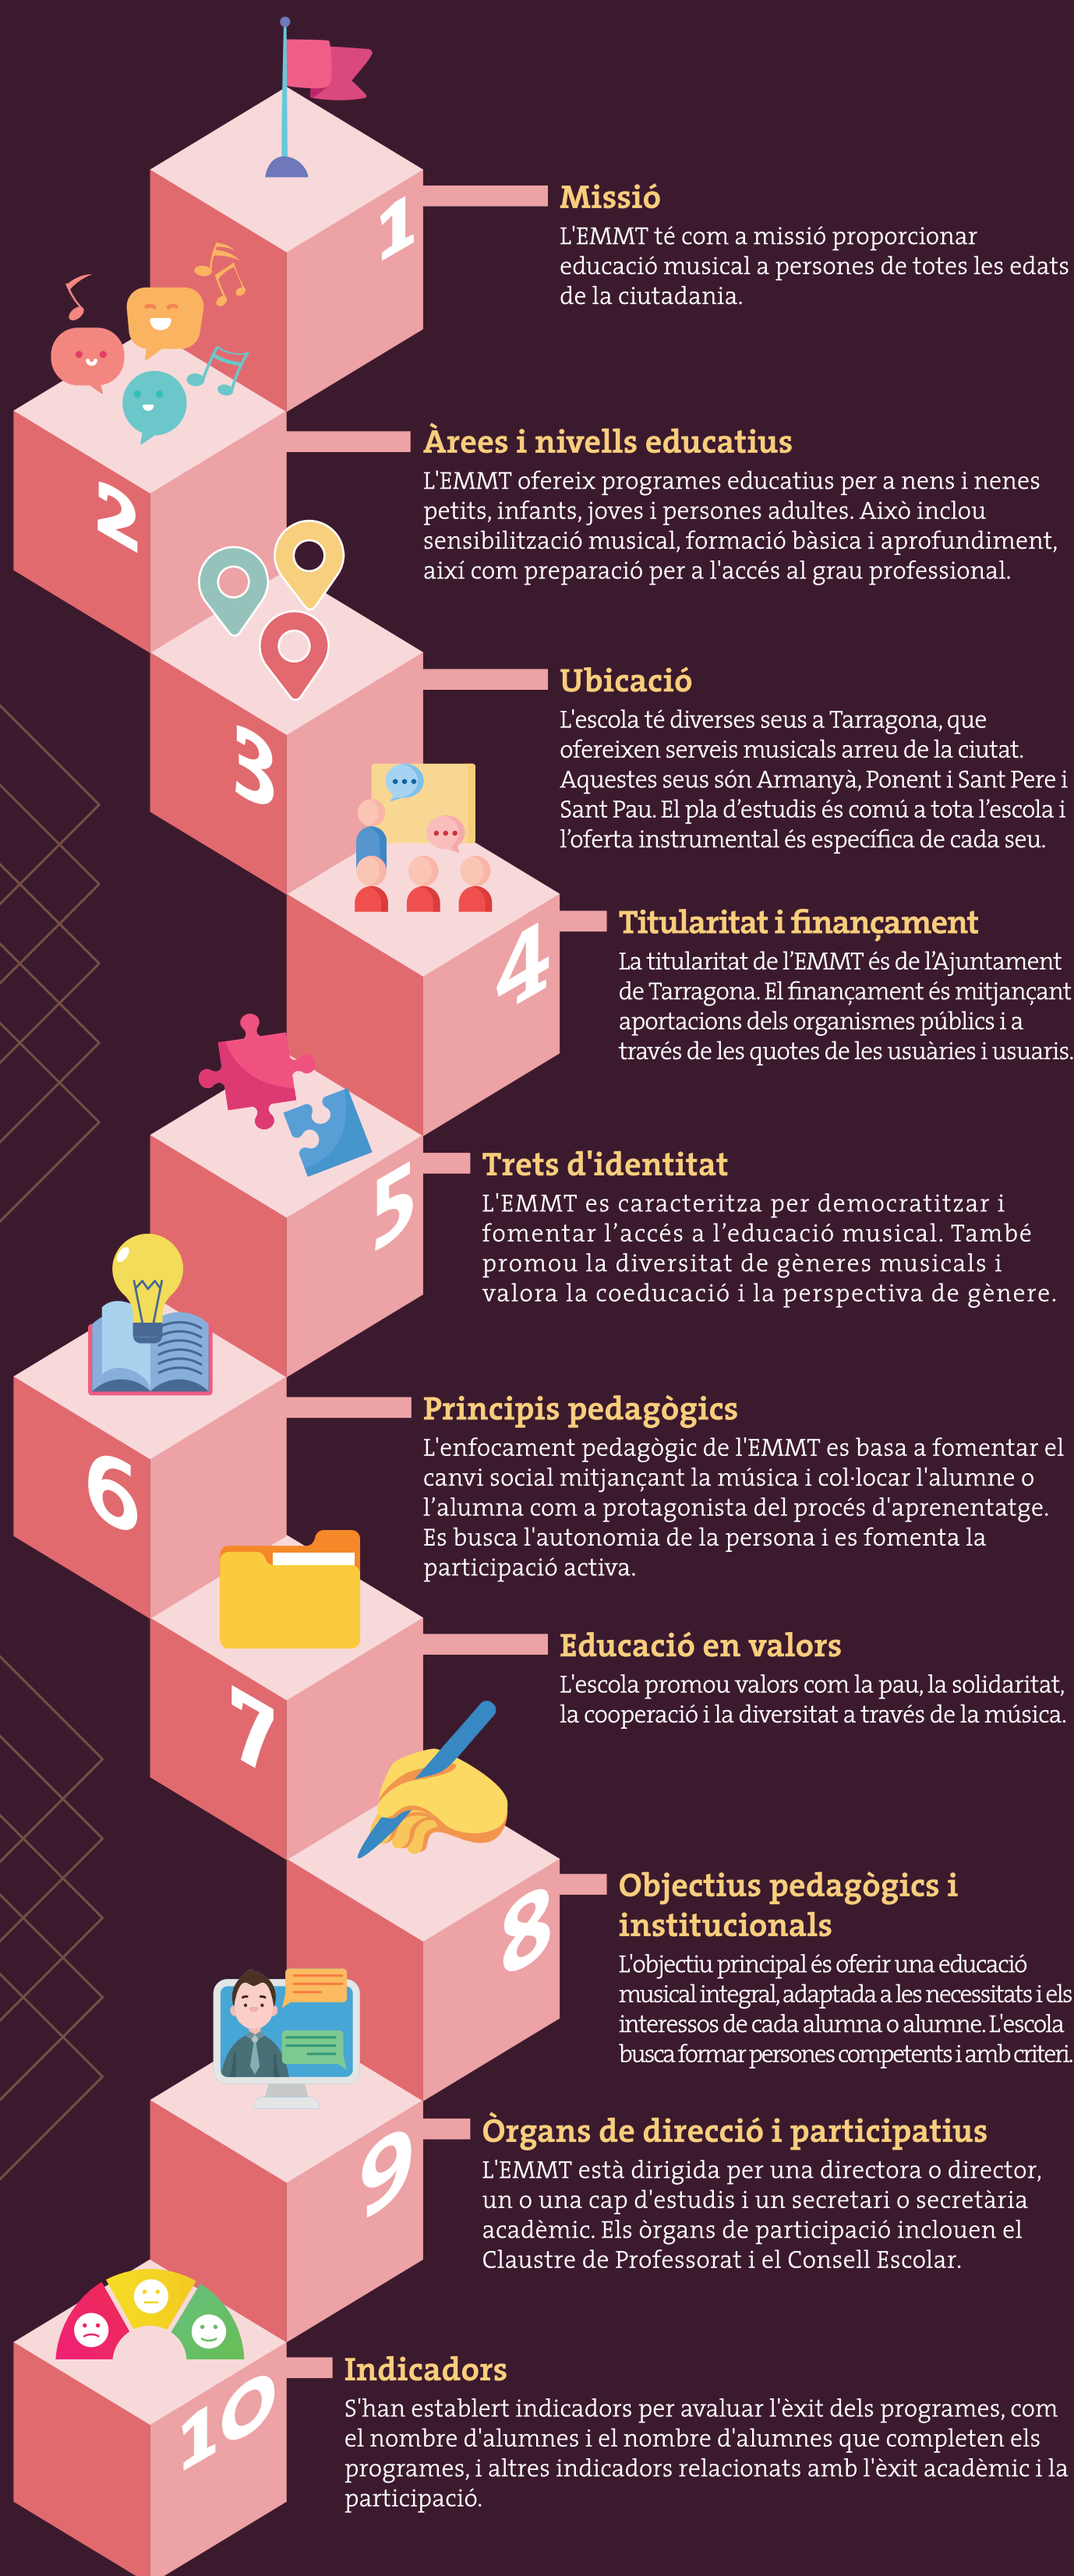 1
Missió
L'EMMT té com a missió proporcionar
educació musical a persones de totes les edats
de la ciutadania.
2
Àrees i nivells educatius
L'EMMT ofereix programes educatius per a nens i nenes
petits, infants, joves i persones adultes. Això inclou
sensibilització musical, formació bàsica i aprofundiment,
així com preparació per a l'accés al grau professional.
3
Ubicació
L'escola té diverses seus a Tarragona, que
ofereixen serveis musicals arreu de la ciutat.
Aquestes seus són Armanyà, Ponent i Sant Pere i
Sant Pau. El pla d’estudis és comú a tota l’escola i
l’oferta instrumental és específica de cada seu.
4
Titularitat i finançament
La titularitat de l’EMMT és de l’Ajuntament
de Tarragona. El finançament és mitjançant
aportacions dels organismes públics i a
través de les quotes de les usuàries i usuaris.
5
Trets d'identitat
L'EMMT es caracteritza per democratitzar i
fomentar l’accés a l’educació musical. També
promou la diversitat de gèneres musicals i
valora la coeducació i la perspectiva de gènere.
6
Principis pedagògics
L'enfocament pedagògic de l'EMMT es basa a fomentar el
canvi social mitjançant la música i col·locar l'alumne o
l’alumna com a protagonista del procés d'aprenentatge.
Es busca l'autonomia de la persona i es fomenta la
participació activa.
7
Educació en valors
L'escola promou valors com la pau, la solidaritat,
la cooperació i la diversitat a través de la música.
8
Objectius pedagògics i
institucionals
L'objectiu principal és oferir una educació
musical integral, adaptada a les necessitats i els
interessos de cada alumna o alumne. L'escola
busca formar persones competents i amb criteri.
9
Òrgans de direcció i participatius
L'EMMT està dirigida per una directora o director,
un o una cap d'estudis i un secretari o secretària
acadèmic. Els òrgans de participació inclouen el
Claustre de Professorat i el Consell Escolar.
10
Indicadors
S'han establert indicadors per avaluar l'èxit dels programes, com
el nombre d'alumnes i el nombre d'alumnes que completen els
programes, i altres indicadors relacionats amb l'èxit acadèmic i la
participació.